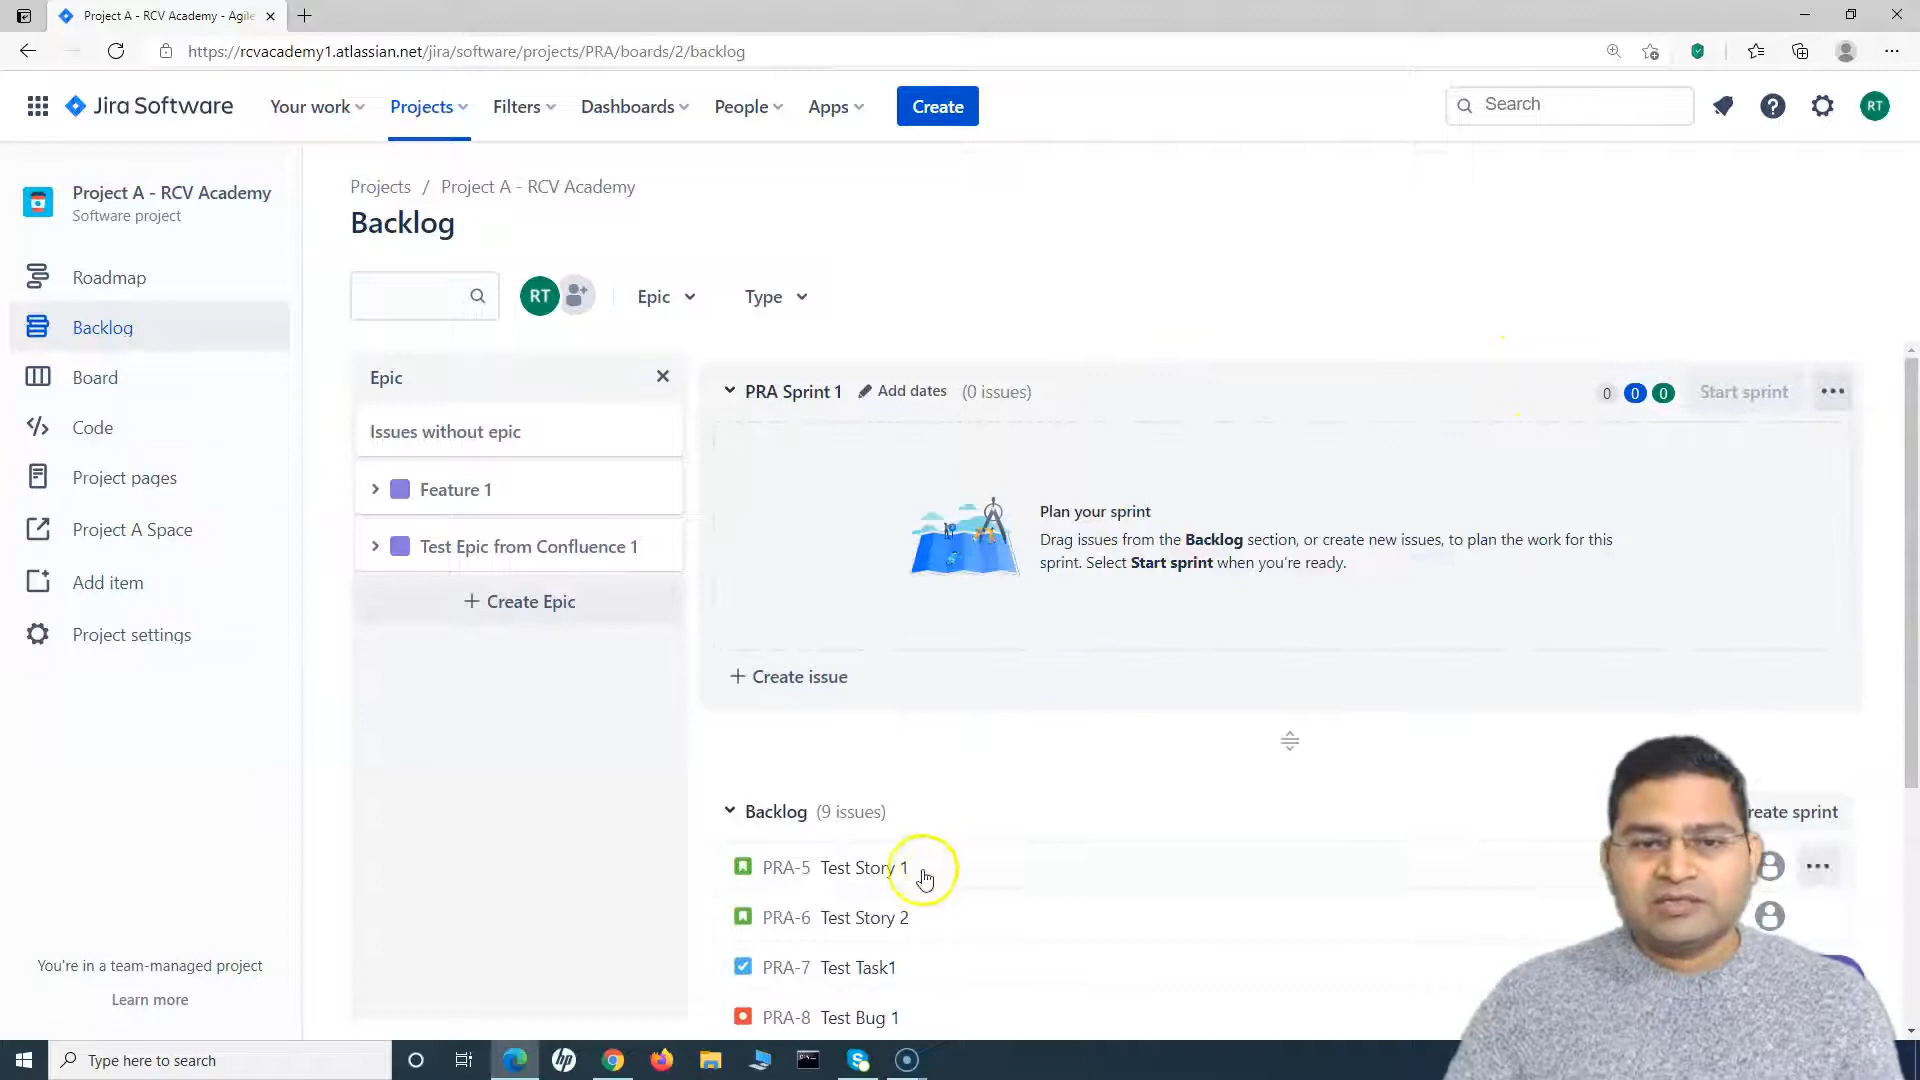 Project A - RCV Academy - Agile
https://rcvacademy1.atlassian.net/jira/software/projects/PRA/boards/2/backlog
Jira Software
Your work
Projects
Filters
Dashboards
People
Apps
Create
Search
RT
Project A - RCV Academy
Software project
Roadmap
Backlog
Board
Code
Project pages
Project A Space
Add item
Project settings
You're in a team-managed project
Learn more
Projects / Project A - RCV Academy
Backlog
RT
Epic
Type
Epic
Issues without epic
Feature 1
Test Epic from Confluence 1
+ Create Epic
PRA Sprint 1 Add dates (0 issues)
0 0 0 Start sprint
Plan your sprint
Drag issues from the Backlog section, or create new issues, to plan the work for this
sprint. Select Start sprint when you're ready.
+ Create issue
Backlog (9 issues)
reate sprint
PRA-5 Test Story 1
PRA-6 Test Story 2
PRA-7 Test Task1
PRA-8 Test Bug 1
Type here to search
hp